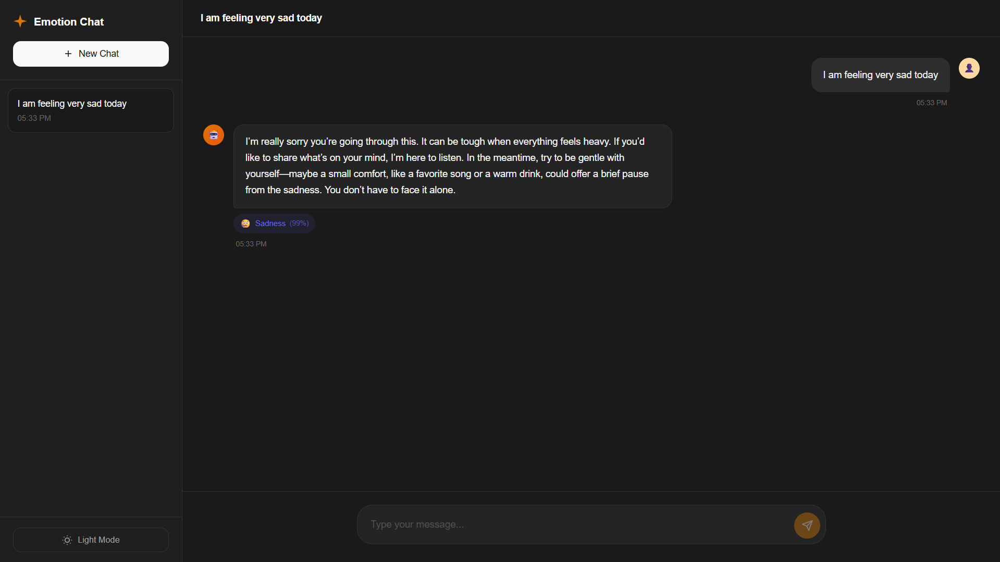 Emotion Chat
+ New Chat
I am feeling very sad today
05:33 PM
Light Mode
I am feeling very sad today
I am feeling very sad today
05:33 PM
I’m really sorry you’re going through this. It can be tough when everything feels heavy. If you’d
like to share what’s on your mind, I’m here to listen. In the meantime, try to be gentle with
yourself—maybe a small comfort, like a favorite song or a warm drink, could offer a brief pause
from the sadness. You don’t have to face it alone.
Sadness (99%)
05:33 PM
Type your message...